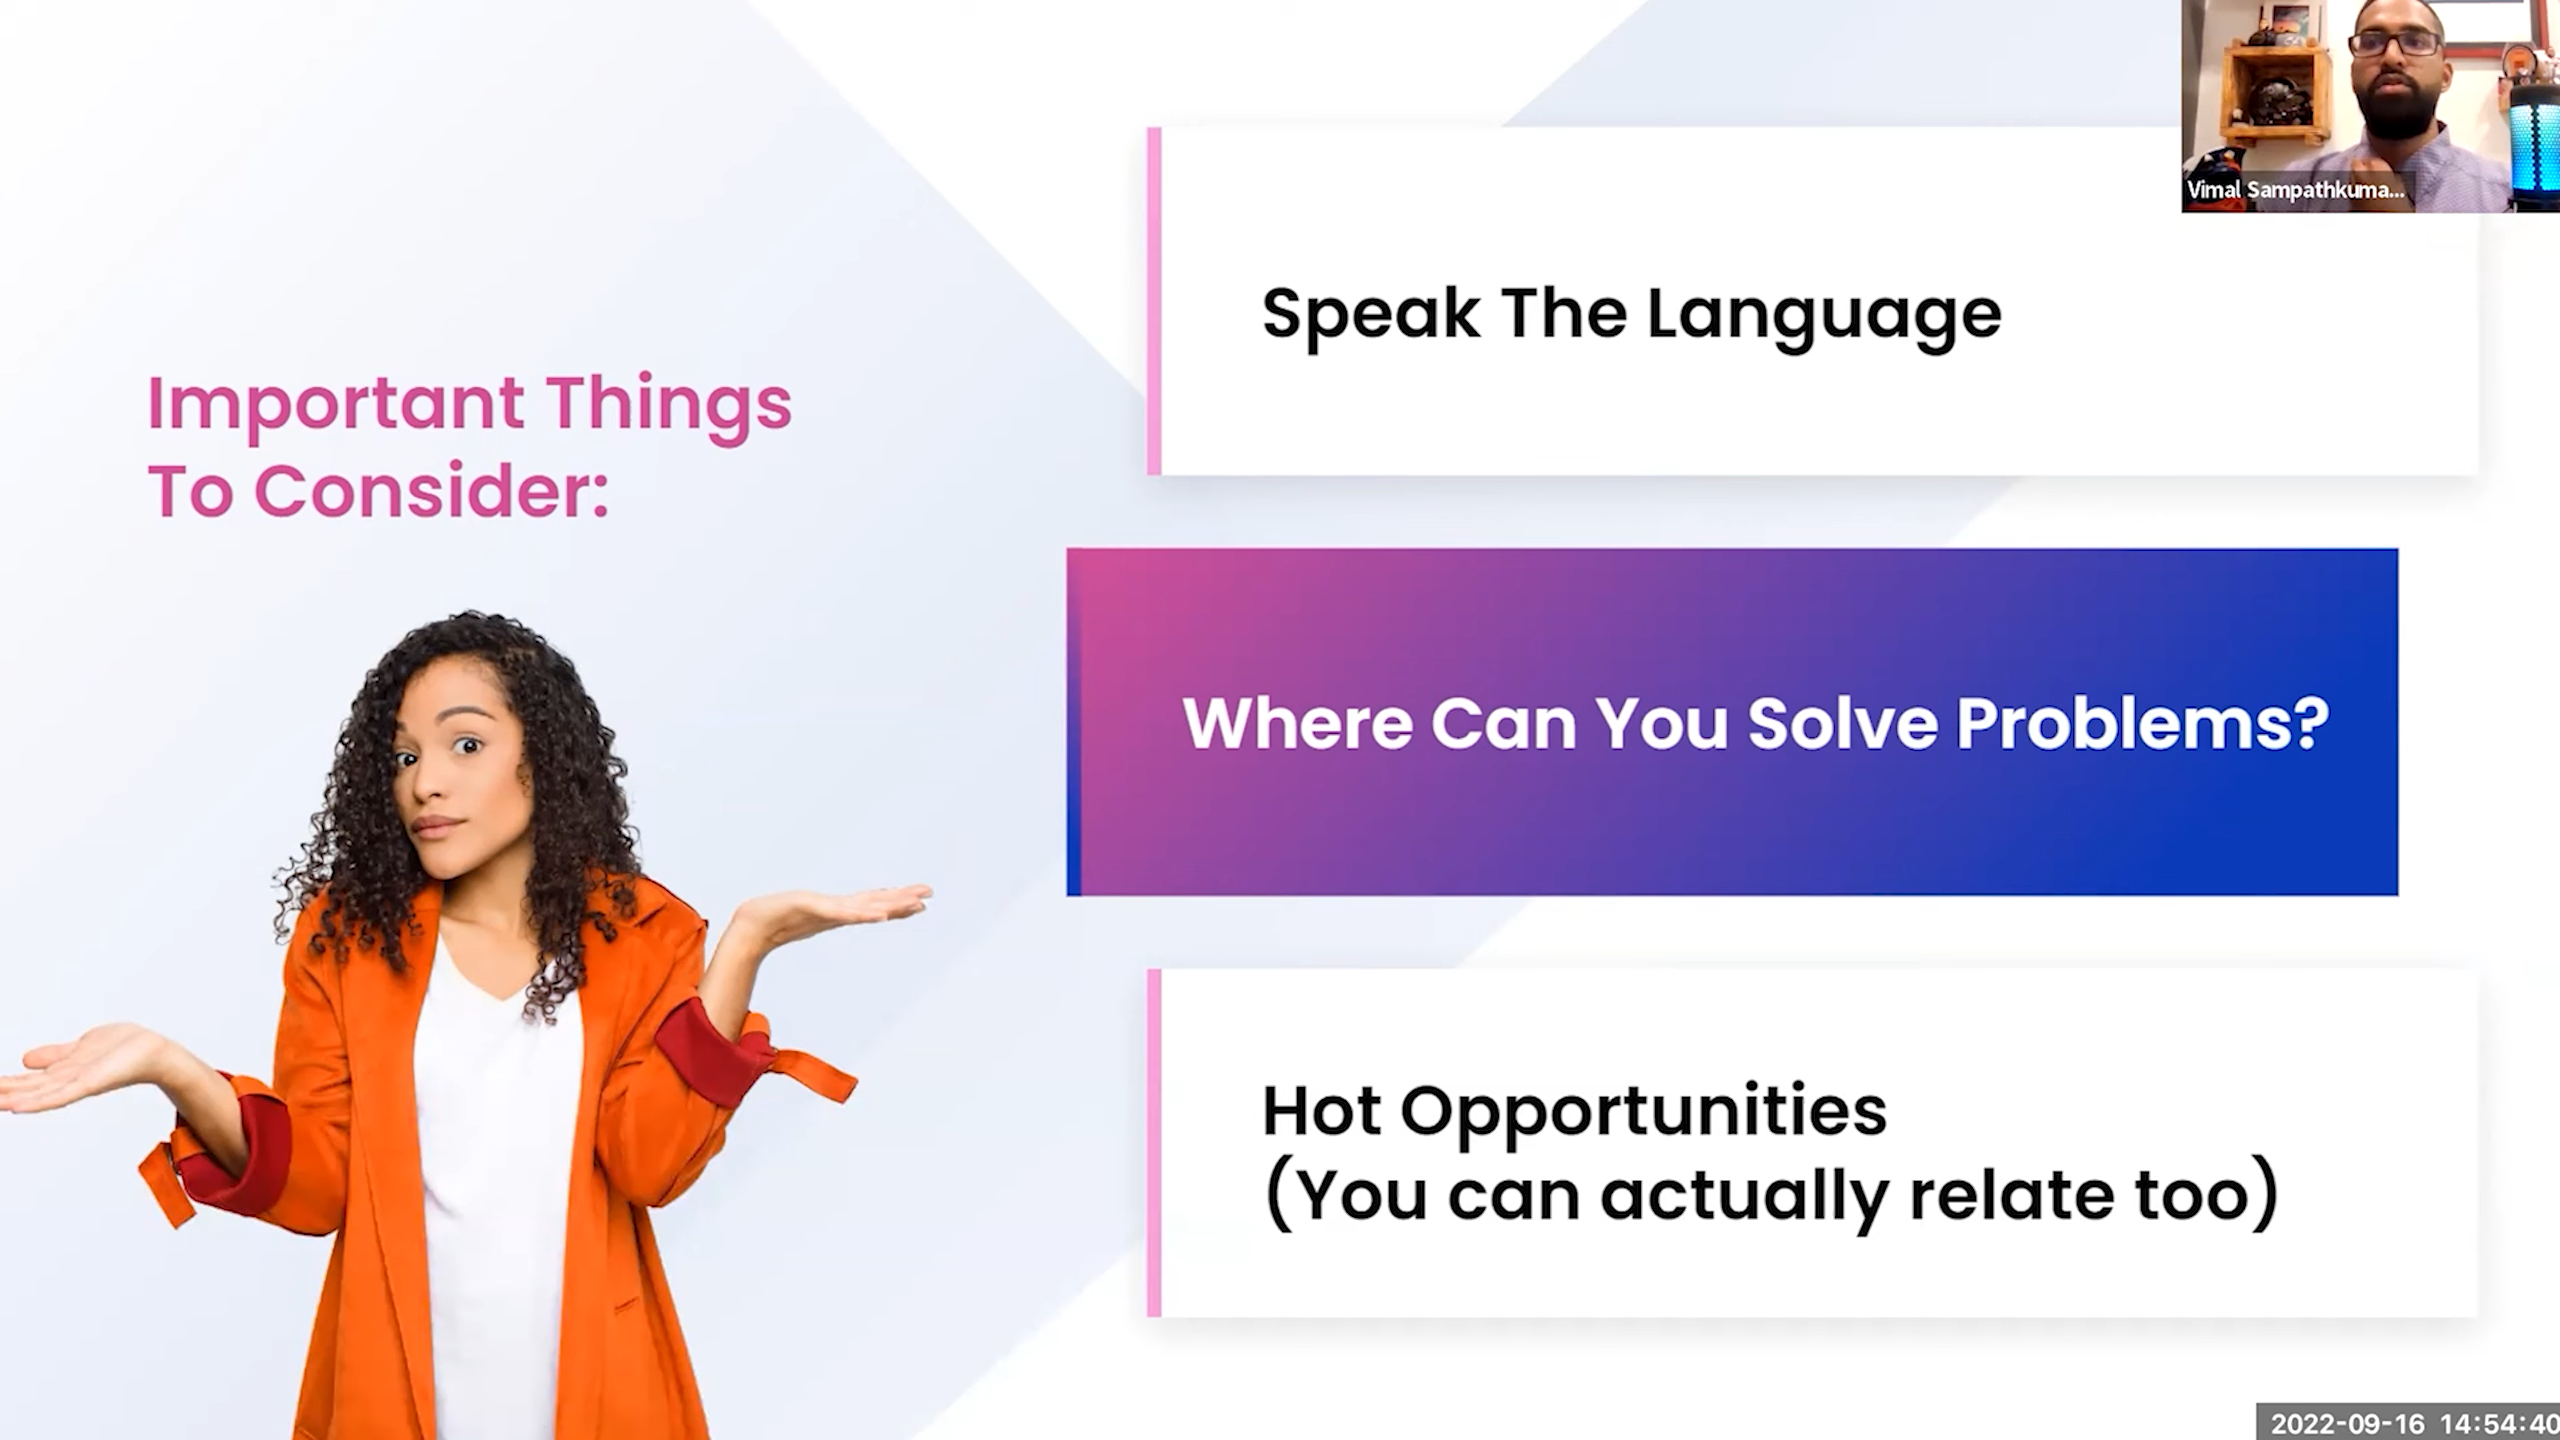 Important Things
To Consider:
Speak The Language
Where Can You Solve Problems?
Hot Opportunities
(You can actually relate too)
Vimal Sampathkuma...
2022-09-16 14:54:40